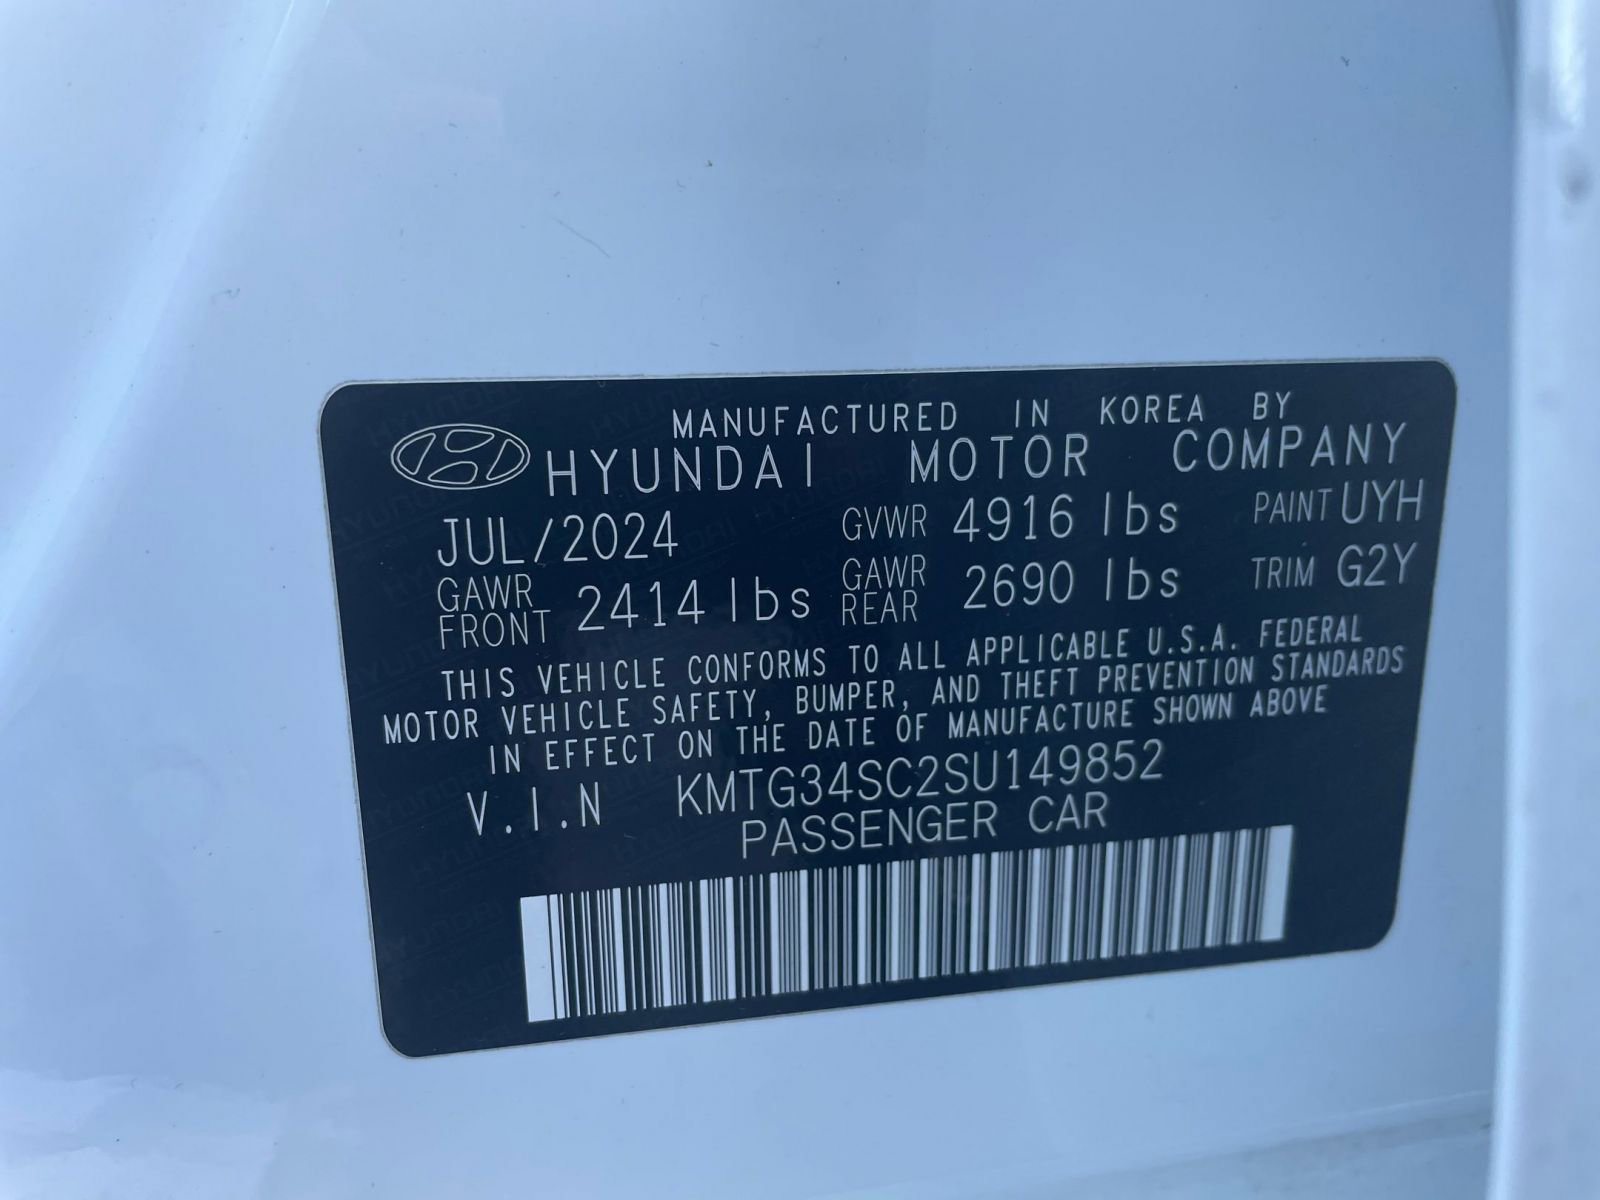 MANUFACTURED IN KOREA BY
HYUNDAI MOTOR COMPANY
JUL/2024 GVWR 4916 lbs PAINT UYH
GAWR FRONT 2414 lbs GAWR REAR 2690 lbs TRIM G2Y
THIS VEHICLE CONFORMS TO ALL APPLICABLE U.S.A. FEDERAL
MOTOR VEHICLE SAFETY, BUMPER, AND THEFT PREVENTION STANDARDS
IN EFFECT ON THE DATE OF MANUFACTURE SHOWN ABOVE
V.I.N KMTG34SC2SU149852
PASSENGER CAR